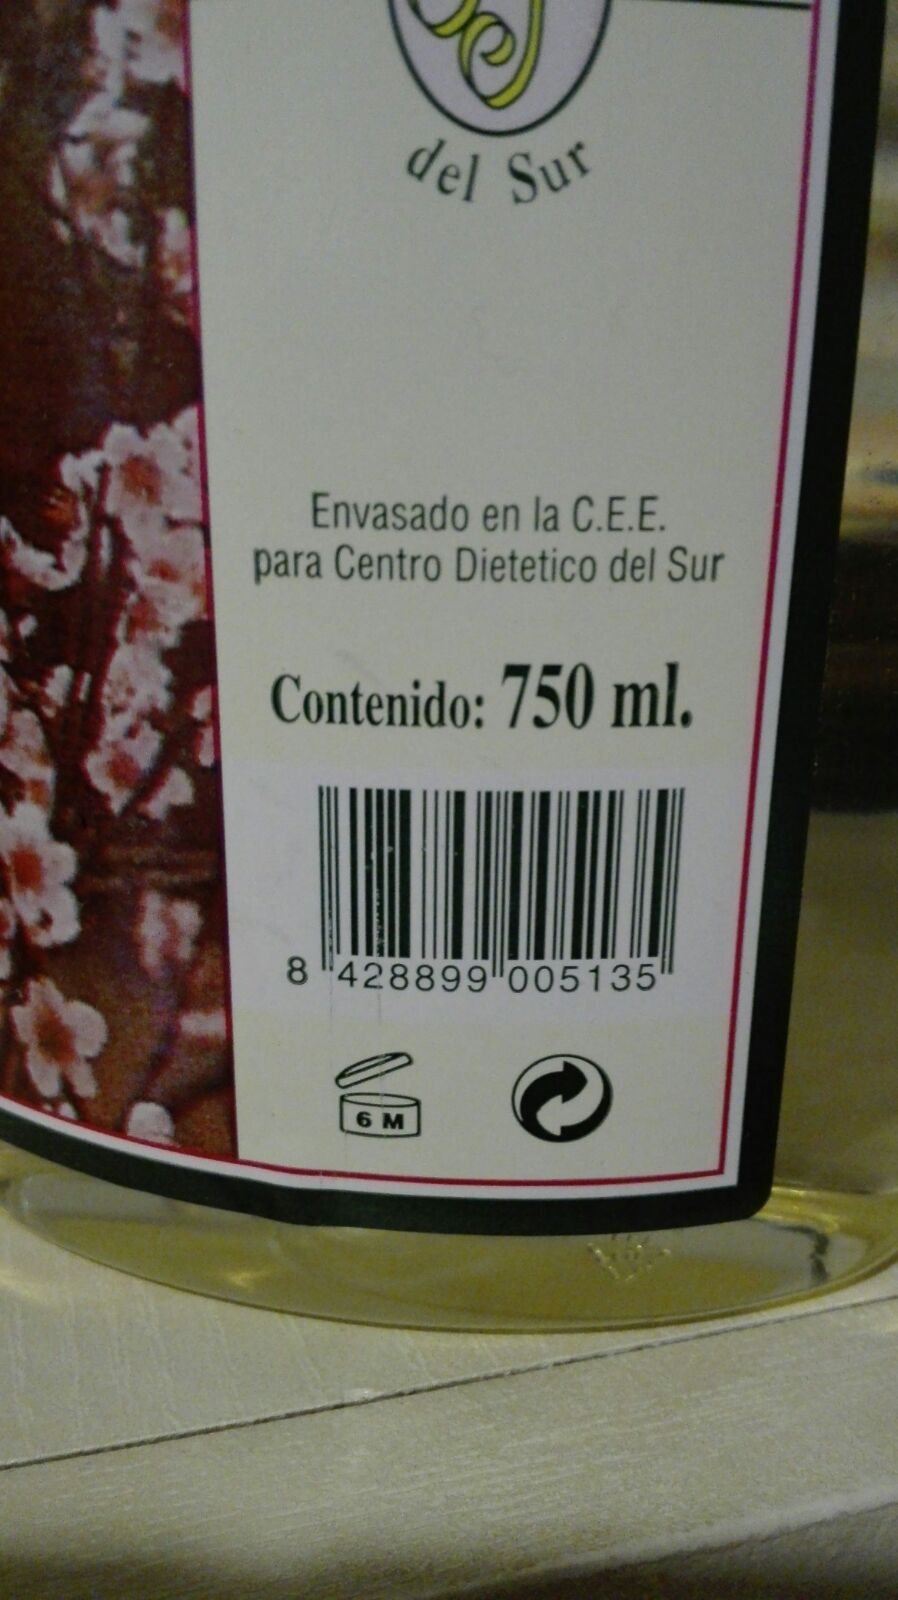 del Sur
Envasado en la C.E.E.
para Centro Dietetico del Sur
Contenido: 750 ml.
8 428899 005135
6 M